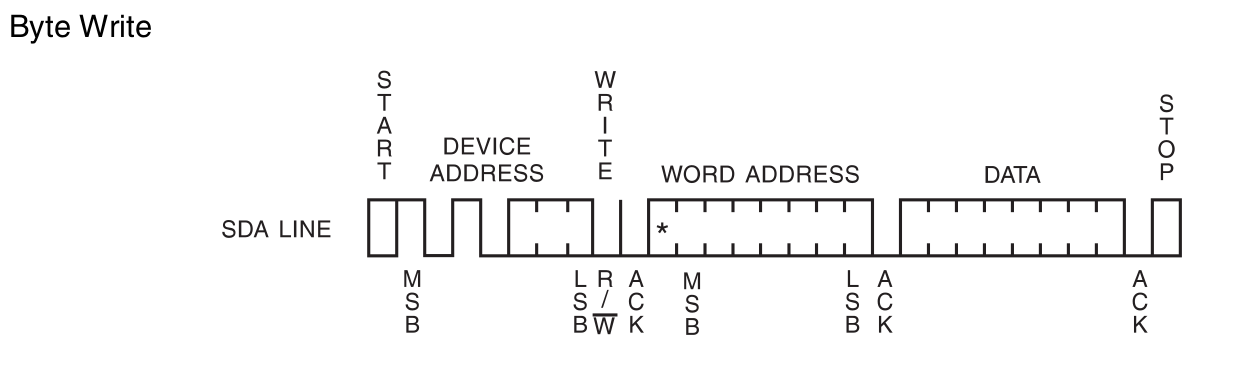 Byte Write
START
WRITE
STOP
DEVICE
ADDRESS
WORD ADDRESS
DATA
SDA LINE
*
MSB
LSB
R/W̅
ACK
MSB
LSB
ACK
ACK